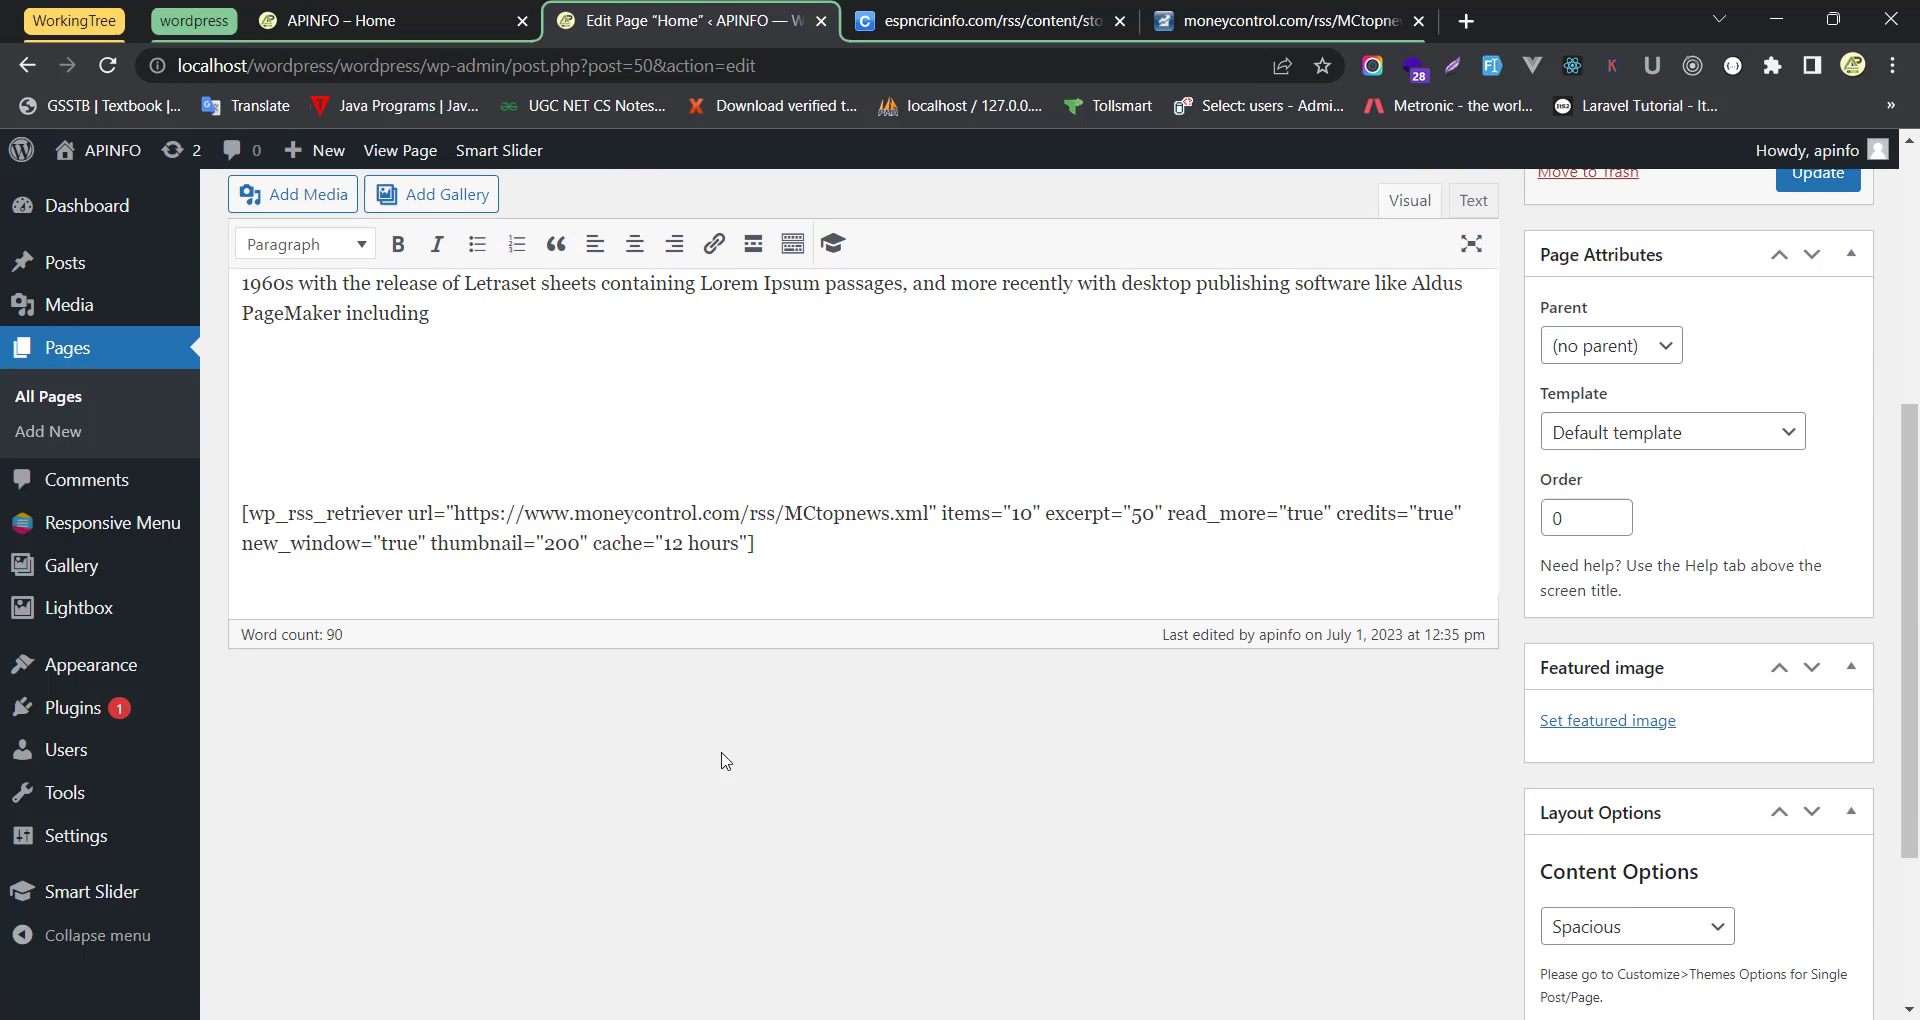 WorkingTree
wordpress
APINFO – Home
Edit Page “Home” ‹ APINFO — W
espncricinfo.com/rss/content/sto
moneycontrol.com/rss/MCtopne
localhost/wordpress/wordpress/wp-admin/post.php?post=50&action=edit
28
GSSTB | Textbook |...
Translate
Java Programs | Jav...
UGC NET CS Notes...
Download verified t...
localhost / 127.0.0....
Tollsmart
Select: users - Admi...
Metronic - the worl...
Laravel Tutorial - It...
»
APINFO
2
0
New
View Page
Smart Slider
Howdy, apinfo
Dashboard
Posts
Media
Pages
All Pages
Add New
Comments
Responsive Menu
Gallery
Lightbox
Appearance
Plugins 1
Users
Tools
Settings
Smart Slider
Collapse menu
Add Media
Add Gallery
Visual
Text
Paragraph
1960s with the release of Letraset sheets containing Lorem Ipsum passages, and more recently with desktop publishing software like Aldus
PageMaker including
[wp_rss_retriever url="https://www.moneycontrol.com/rss/MCtopnews.xml" items="10" excerpt="50" read_more="true" credits="true"
new_window="true" thumbnail="200" cache="12 hours"]
Word count: 90
Last edited by apinfo on July 1, 2023 at 12:35 pm
Move to Trash
Update
Page Attributes
Parent
(no parent)
Template
Default template
Order
0
Need help? Use the Help tab above the
screen title.
Featured image
Set featured image
Layout Options
Content Options
Spacious
Please go to Customize>Themes Options for Single
Post/Page.